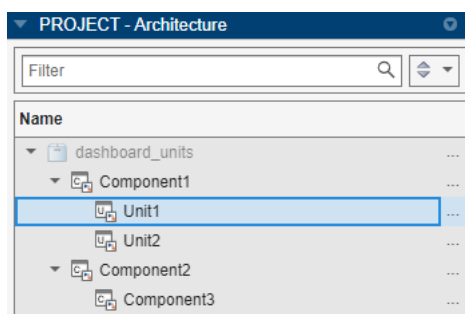 PROJECT - Architecture
Filter
Name
dashboard_units
...
Component1
...
Unit1
...
Unit2
...
Component2
...
Component3
...